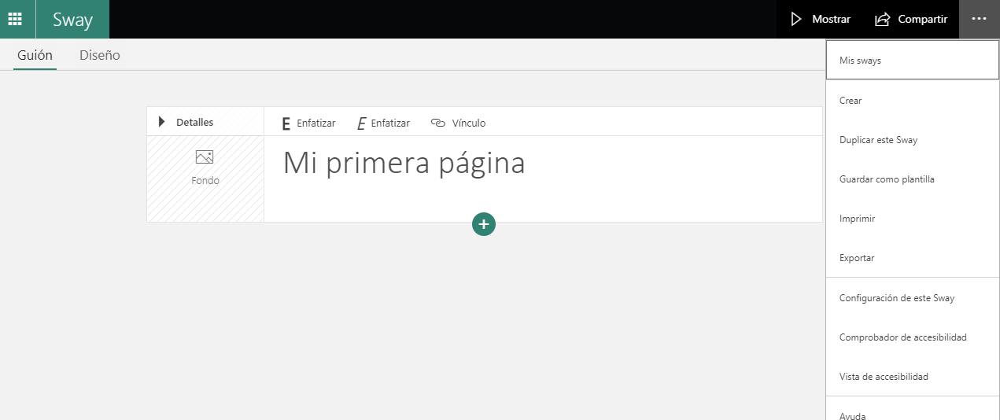 Sway
Mostrar
Compartir
Guión
Diseño
Detalles
E Enfatizar
E Enfatizar
Vínculo
Fondo
Mi primera página
Mis sways
Crear
Duplicar este Sway
Guardar como plantilla
Imprimir
Exportar
Configuración de este Sway
Comprobador de accesibilidad
Vista de accesibilidad
Ayuda